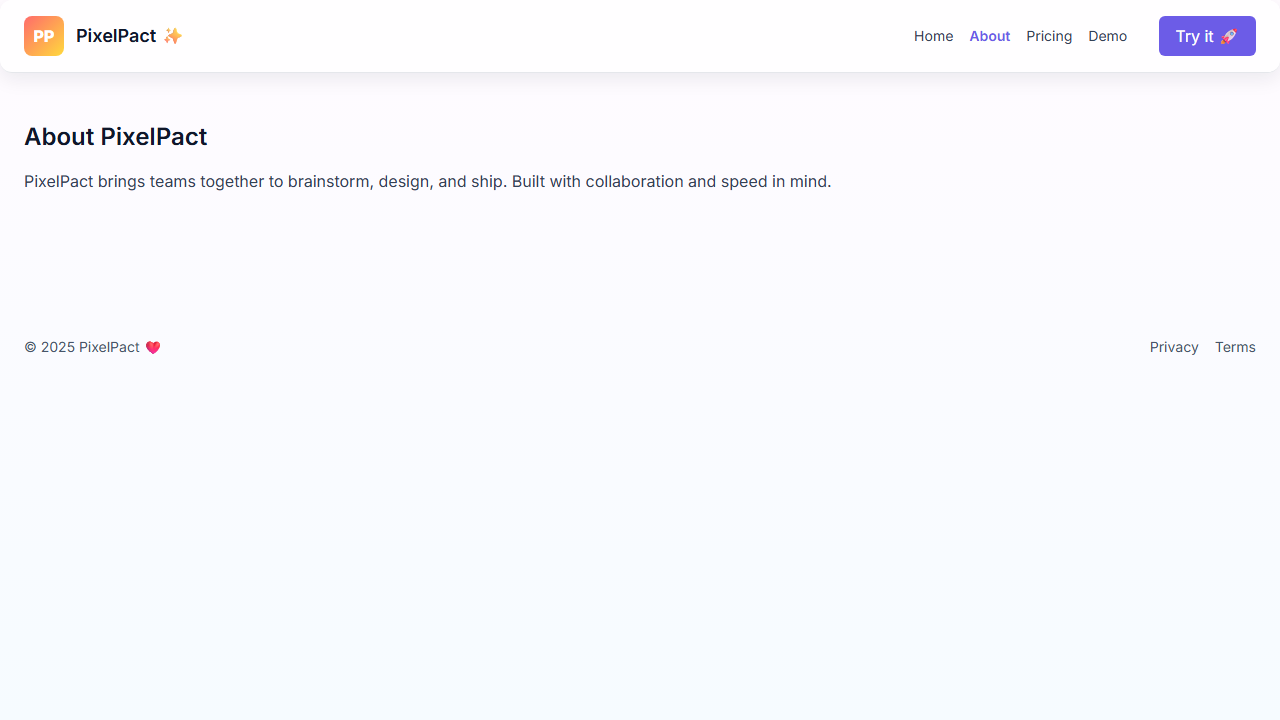 PP PixelPact ✨ Home About Pricing Demo Try it 🚀
About PixelPact
PixelPact brings teams together to brainstorm, design, and ship. Built with collaboration and speed in mind.
© 2025 PixelPact ❤️ Privacy Terms